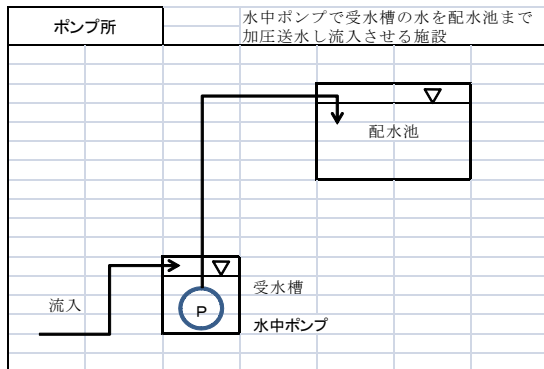 ポンプ所
水中ポンプで受水槽の水を配水池まで
加圧送水し流入させる施設
配水池
受水槽
流入
P
水中ポンプ